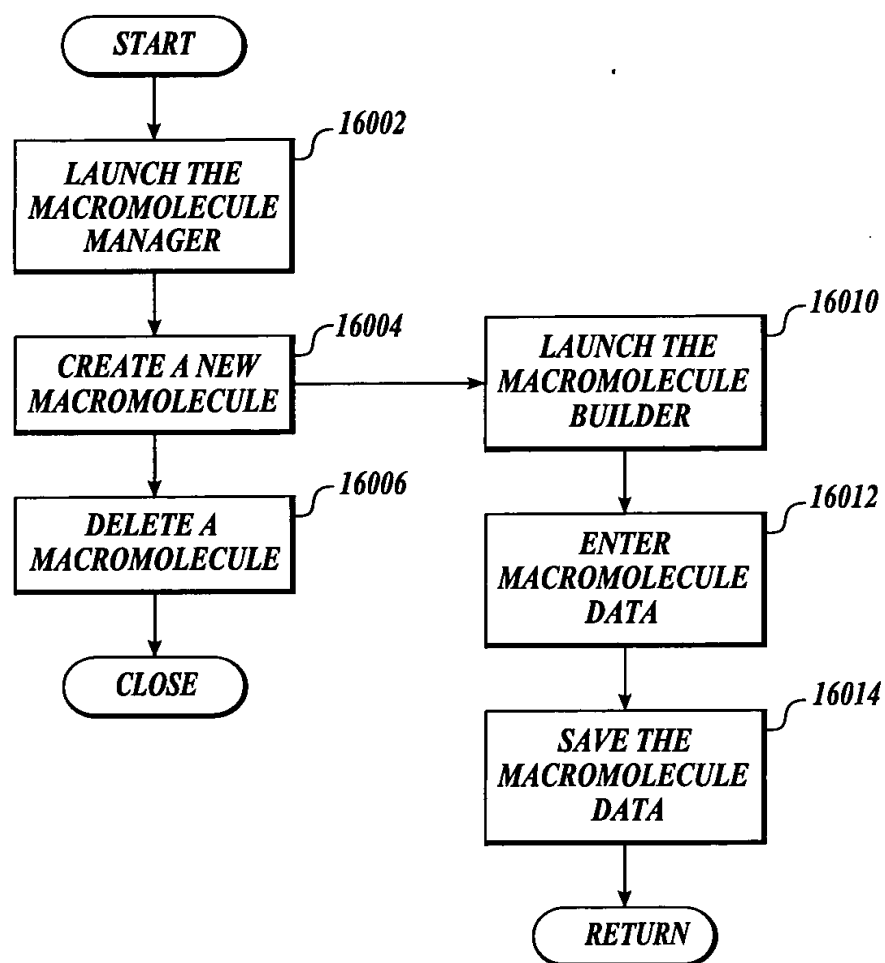 START
16002
LAUNCH THE
MACROMOLECULE
MANAGER
16004
CREATE A NEW
MACROMOLECULE
16006
DELETE A
MACROMOLECULE
CLOSE
16010
LAUNCH THE
MACROMOLECULE
BUILDER
16012
ENTER
MACROMOLECULE
DATA
16014
SAVE THE
MACROMOLECULE
DATA
RETURN